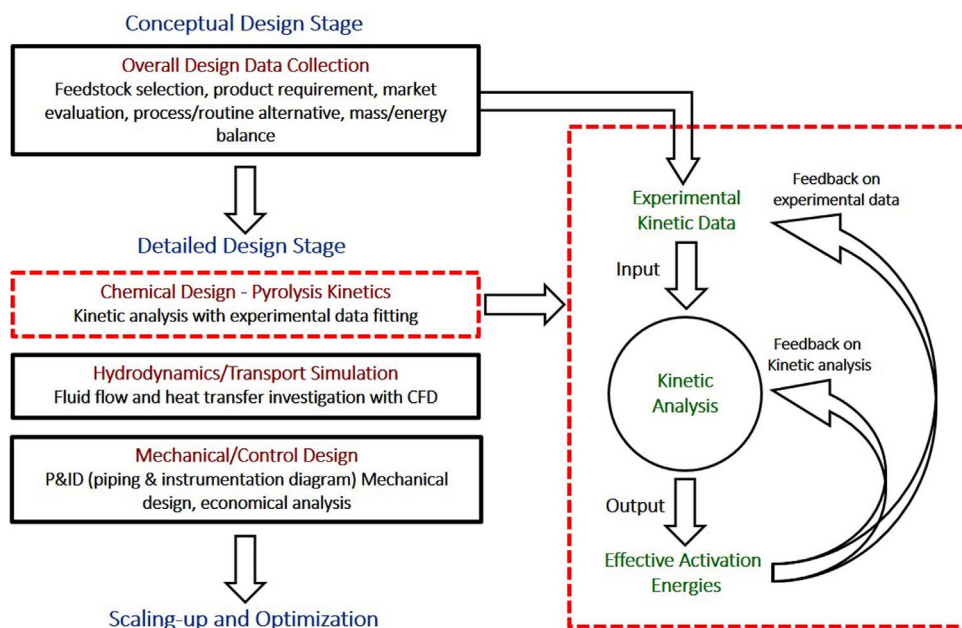 Conceptual Design Stage
Overall Design Data Collection
Feedstock selection, product requirement, market
evaluation, process/routine alternative, mass/energy
balance
Detailed Design Stage
Chemical Design - Pyrolysis Kinetics
Kinetic analysis with experimental data fitting
Hydrodynamics/Transport Simulation
Fluid flow and heat transfer investigation with CFD
Mechanical/Control Design
P&ID (piping & instrumentation diagram) Mechanical
design, economical analysis
Scaling-up and Optimization
Experimental
Kinetic Data
Feedback on
experimental data
Input
Kinetic
Analysis
Feedback on
Kinetic analysis
Output
Effective Activation
Energies